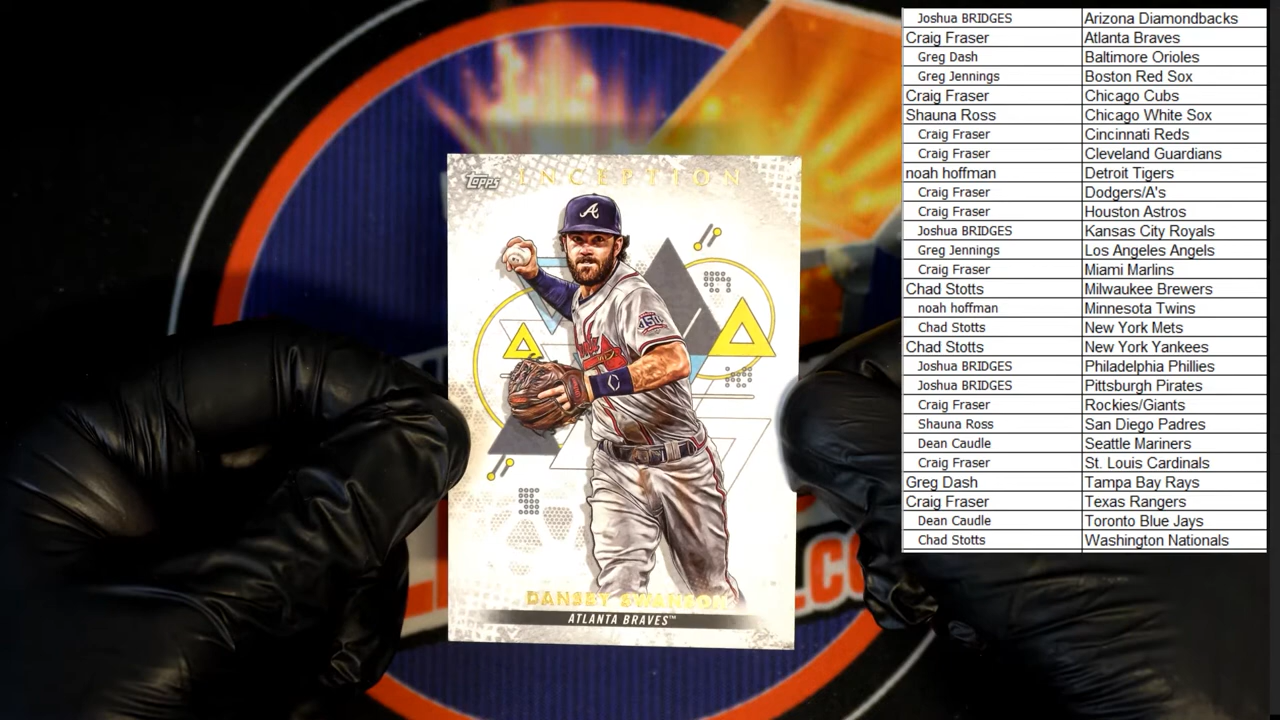 Topps INCEPTION
A
150
DANSBY SWANSON
ATLANTA BRAVES™
.CO
Joshua BRIDGES Arizona Diamondbacks
Craig Fraser Atlanta Braves
Greg Dash Baltimore Orioles
Greg Jennings Boston Red Sox
Craig Fraser Chicago Cubs
Shauna Ross Chicago White Sox
Craig Fraser Cincinnati Reds
Craig Fraser Cleveland Guardians
noah hoffman Detroit Tigers
Craig Fraser Dodgers/A's
Craig Fraser Houston Astros
Joshua BRIDGES Kansas City Royals
Greg Jennings Los Angeles Angels
Craig Fraser Miami Marlins
Chad Stotts Milwaukee Brewers
noah hoffman Minnesota Twins
Chad Stotts New York Mets
Chad Stotts New York Yankees
Joshua BRIDGES Philadelphia Phillies
Joshua BRIDGES Pittsburgh Pirates
Craig Fraser Rockies/Giants
Shauna Ross San Diego Padres
Dean Caudle Seattle Mariners
Craig Fraser St. Louis Cardinals
Greg Dash Tampa Bay Rays
Craig Fraser Texas Rangers
Dean Caudle Toronto Blue Jays
Chad Stotts Washington Nationals